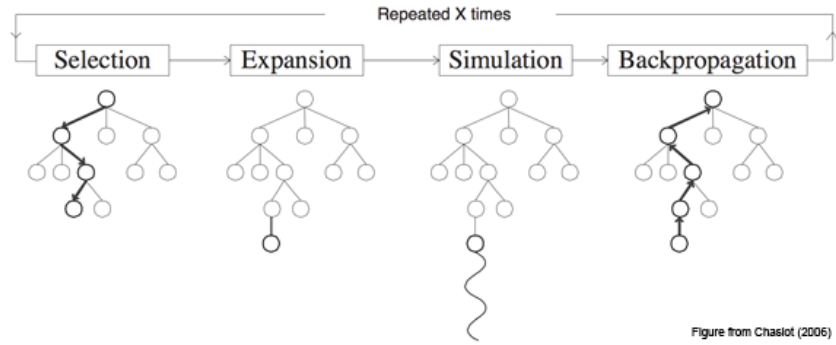 Repeated X times
Selection
Expansion
Simulation
Backpropagation
Figure from Chaslot (2006)